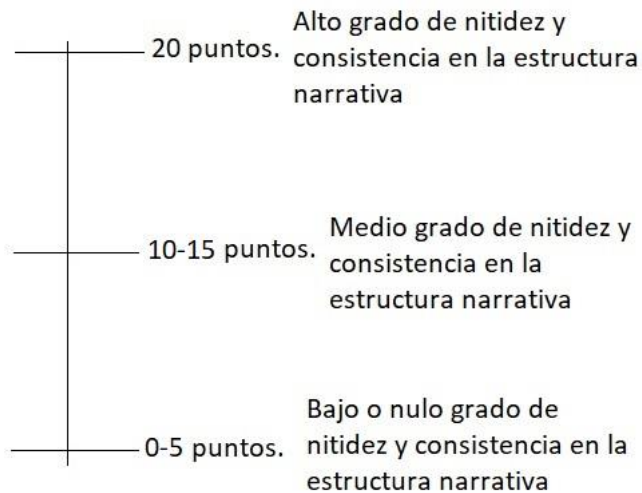 Alto grado de nitidez y
20 puntos. consistencia en la estructura
narrativa
Medio grado de nitidez y
10-15 puntos. consistencia en la
estructura narrativa
Bajo o nulo grado de
0-5 puntos. nitidez y consistencia en la
estructura narrativa